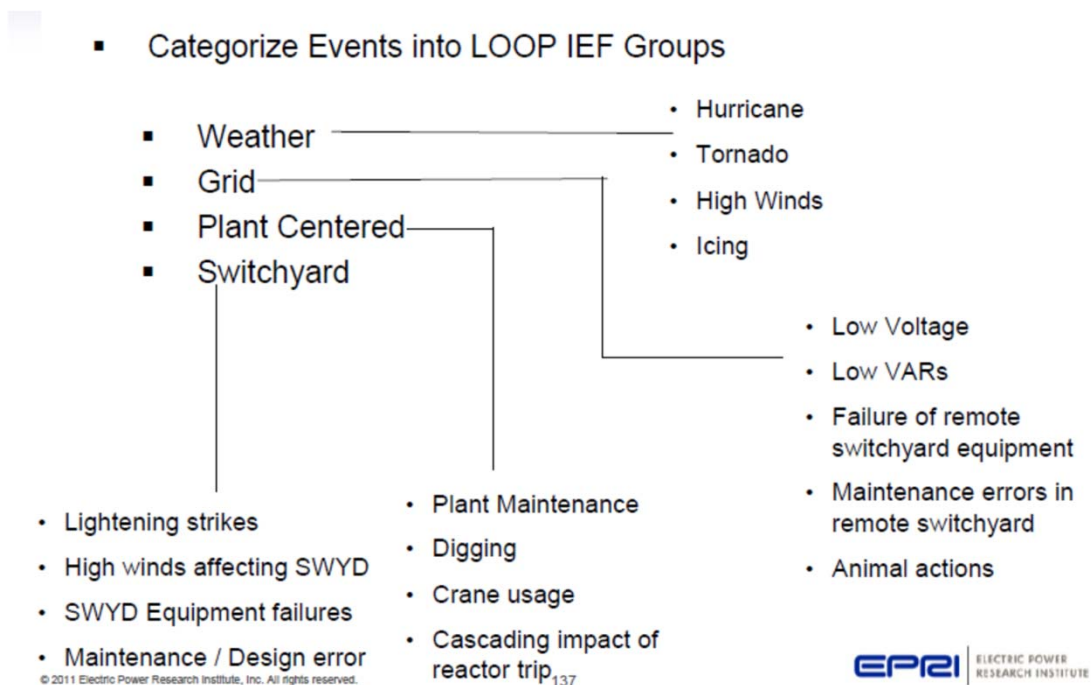 ▪ Categorize Events into LOOP IEF Groups
▪ Weather
▪ Grid
▪ Plant Centered
▪ Switchyard
• Hurricane
• Tornado
• High Winds
• Icing
• Low Voltage
• Low VARs
• Failure of remote
switchyard equipment
• Maintenance errors in
remote switchyard
• Animal actions
• Plant Maintenance
• Digging
• Crane usage
• Cascading impact of
reactor trip
• Lightening strikes
• High winds affecting SWYD
• SWYD Equipment failures
• Maintenance / Design error
© 2011 Electric Power Research Institute, Inc. All rights reserved.
137
EPRI
ELECTRIC POWER
RESEARCH INSTITUTE